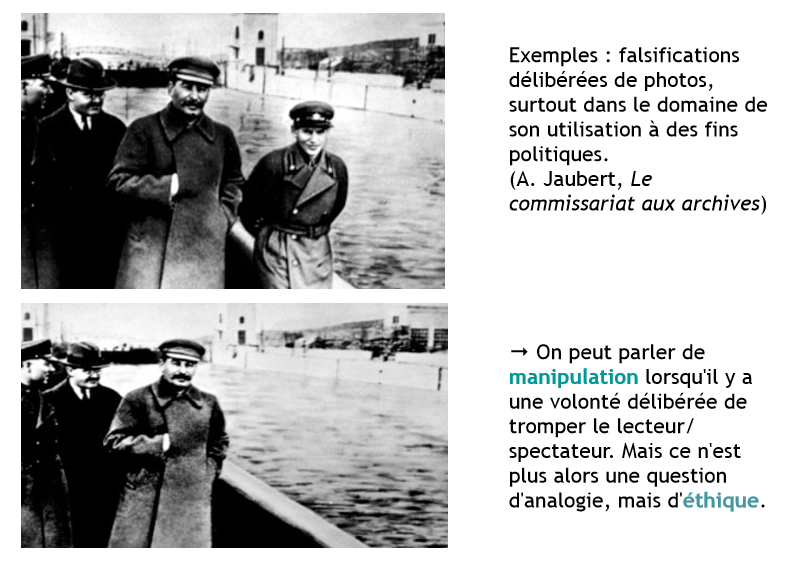 Exemples : falsifications
délibérées de photos,
surtout dans le domaine de
son utilisation à des fins
politiques.
(A. Jaubert, Le
commissariat aux archives)
→ On peut parler de
manipulation lorsqu'il y a
une volonté délibérée de
tromper le lecteur/
spectateur. Mais ce n'est
plus alors une question
d'analogie, mais d'éthique.